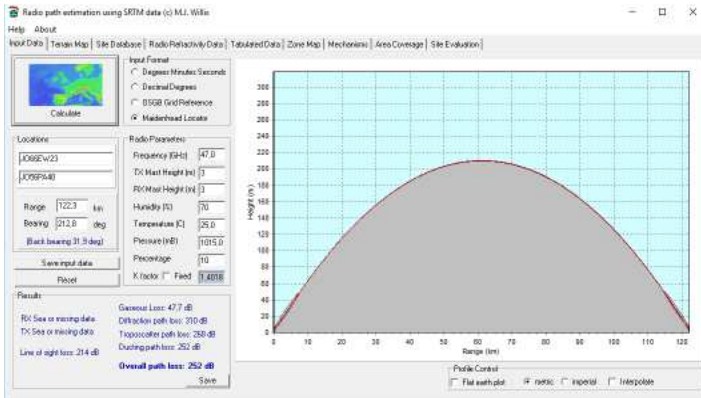 Radio path estimation using SRTM data (c) M.J. Willis
Help About
Input Data Terrain Map Site Database Radio Refractivity Data Tabulated Data Zone Map Mechanisms Area Coverage Site Evaluation
Calculate
Input Format
Degrees Minutes Seconds
Decimal Degrees
OSGB Grid Reference
Maidenhead Locator
Locations
JO66EW23
JO56PA40
Range 122,3 km
Bearing 212,8 deg
(Back bearing 31,9 deg)
Save input data
Reset
Radio Parameters
Frequency (GHz) 47,0
TX Mast Height (m) 3
RX Mast Height (m) 3
Humidity (%) 70
Temperature (C) 25,0
Pressure (mB) 1015,0
Percentage 10
K factor Fixed 1,4018
Results
RX Sea or missing data
TX Sea or missing data
Line of sight loss: 214 dB
Gaseous Loss: 47,7 dB
Diffraction path loss: 310 dB
Troposcatter path loss: 268 dB
Ducting path loss: 252 dB
Overall path loss: 252 dB
Save
Height (m)
300
280
260
240
220
200
180
160
140
120
100
80
60
40
20
0
0 10 20 30 40 50 60 70 80 90 100 110 120
Range (km)
Profile Control
Flat earth plot metric imperial Interpolate